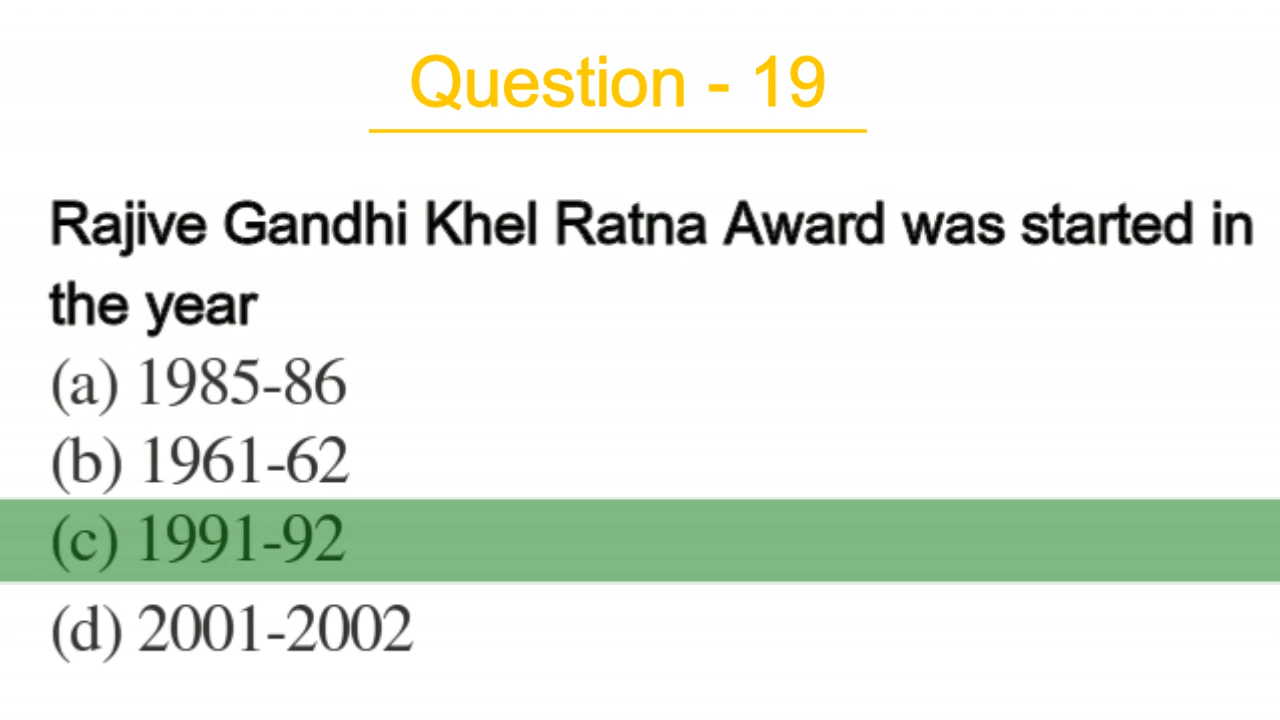 Question - 19
Rajive Gandhi Khel Ratna Award was started in
the year
(a) 1985-86
(b) 1961-62
(c) 1991-92
(d) 2001-2002